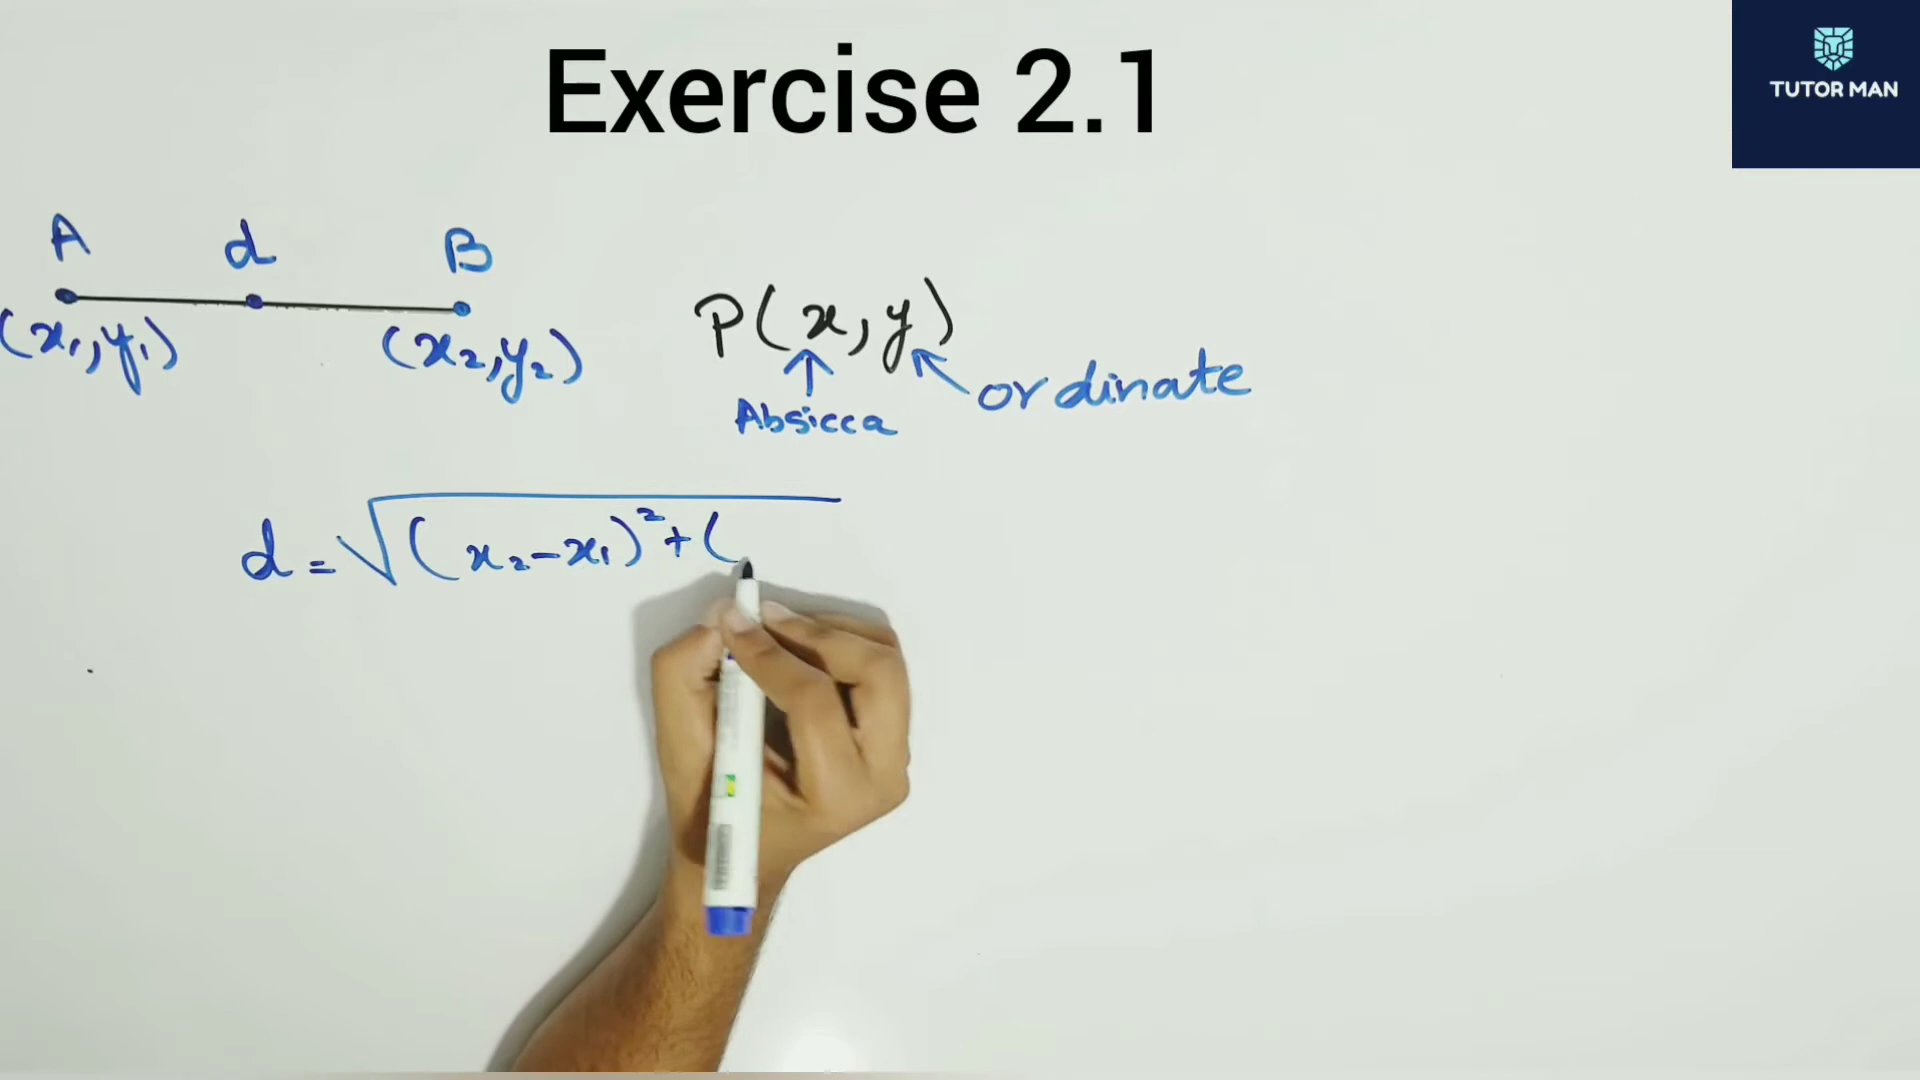 Exercise 2.1
TUTOR MAN
A d B
(x₁,y₁) (x₂,y₂)
P(x,y)
Absicca
ordinate
d = √(x₂-x₁)²+(